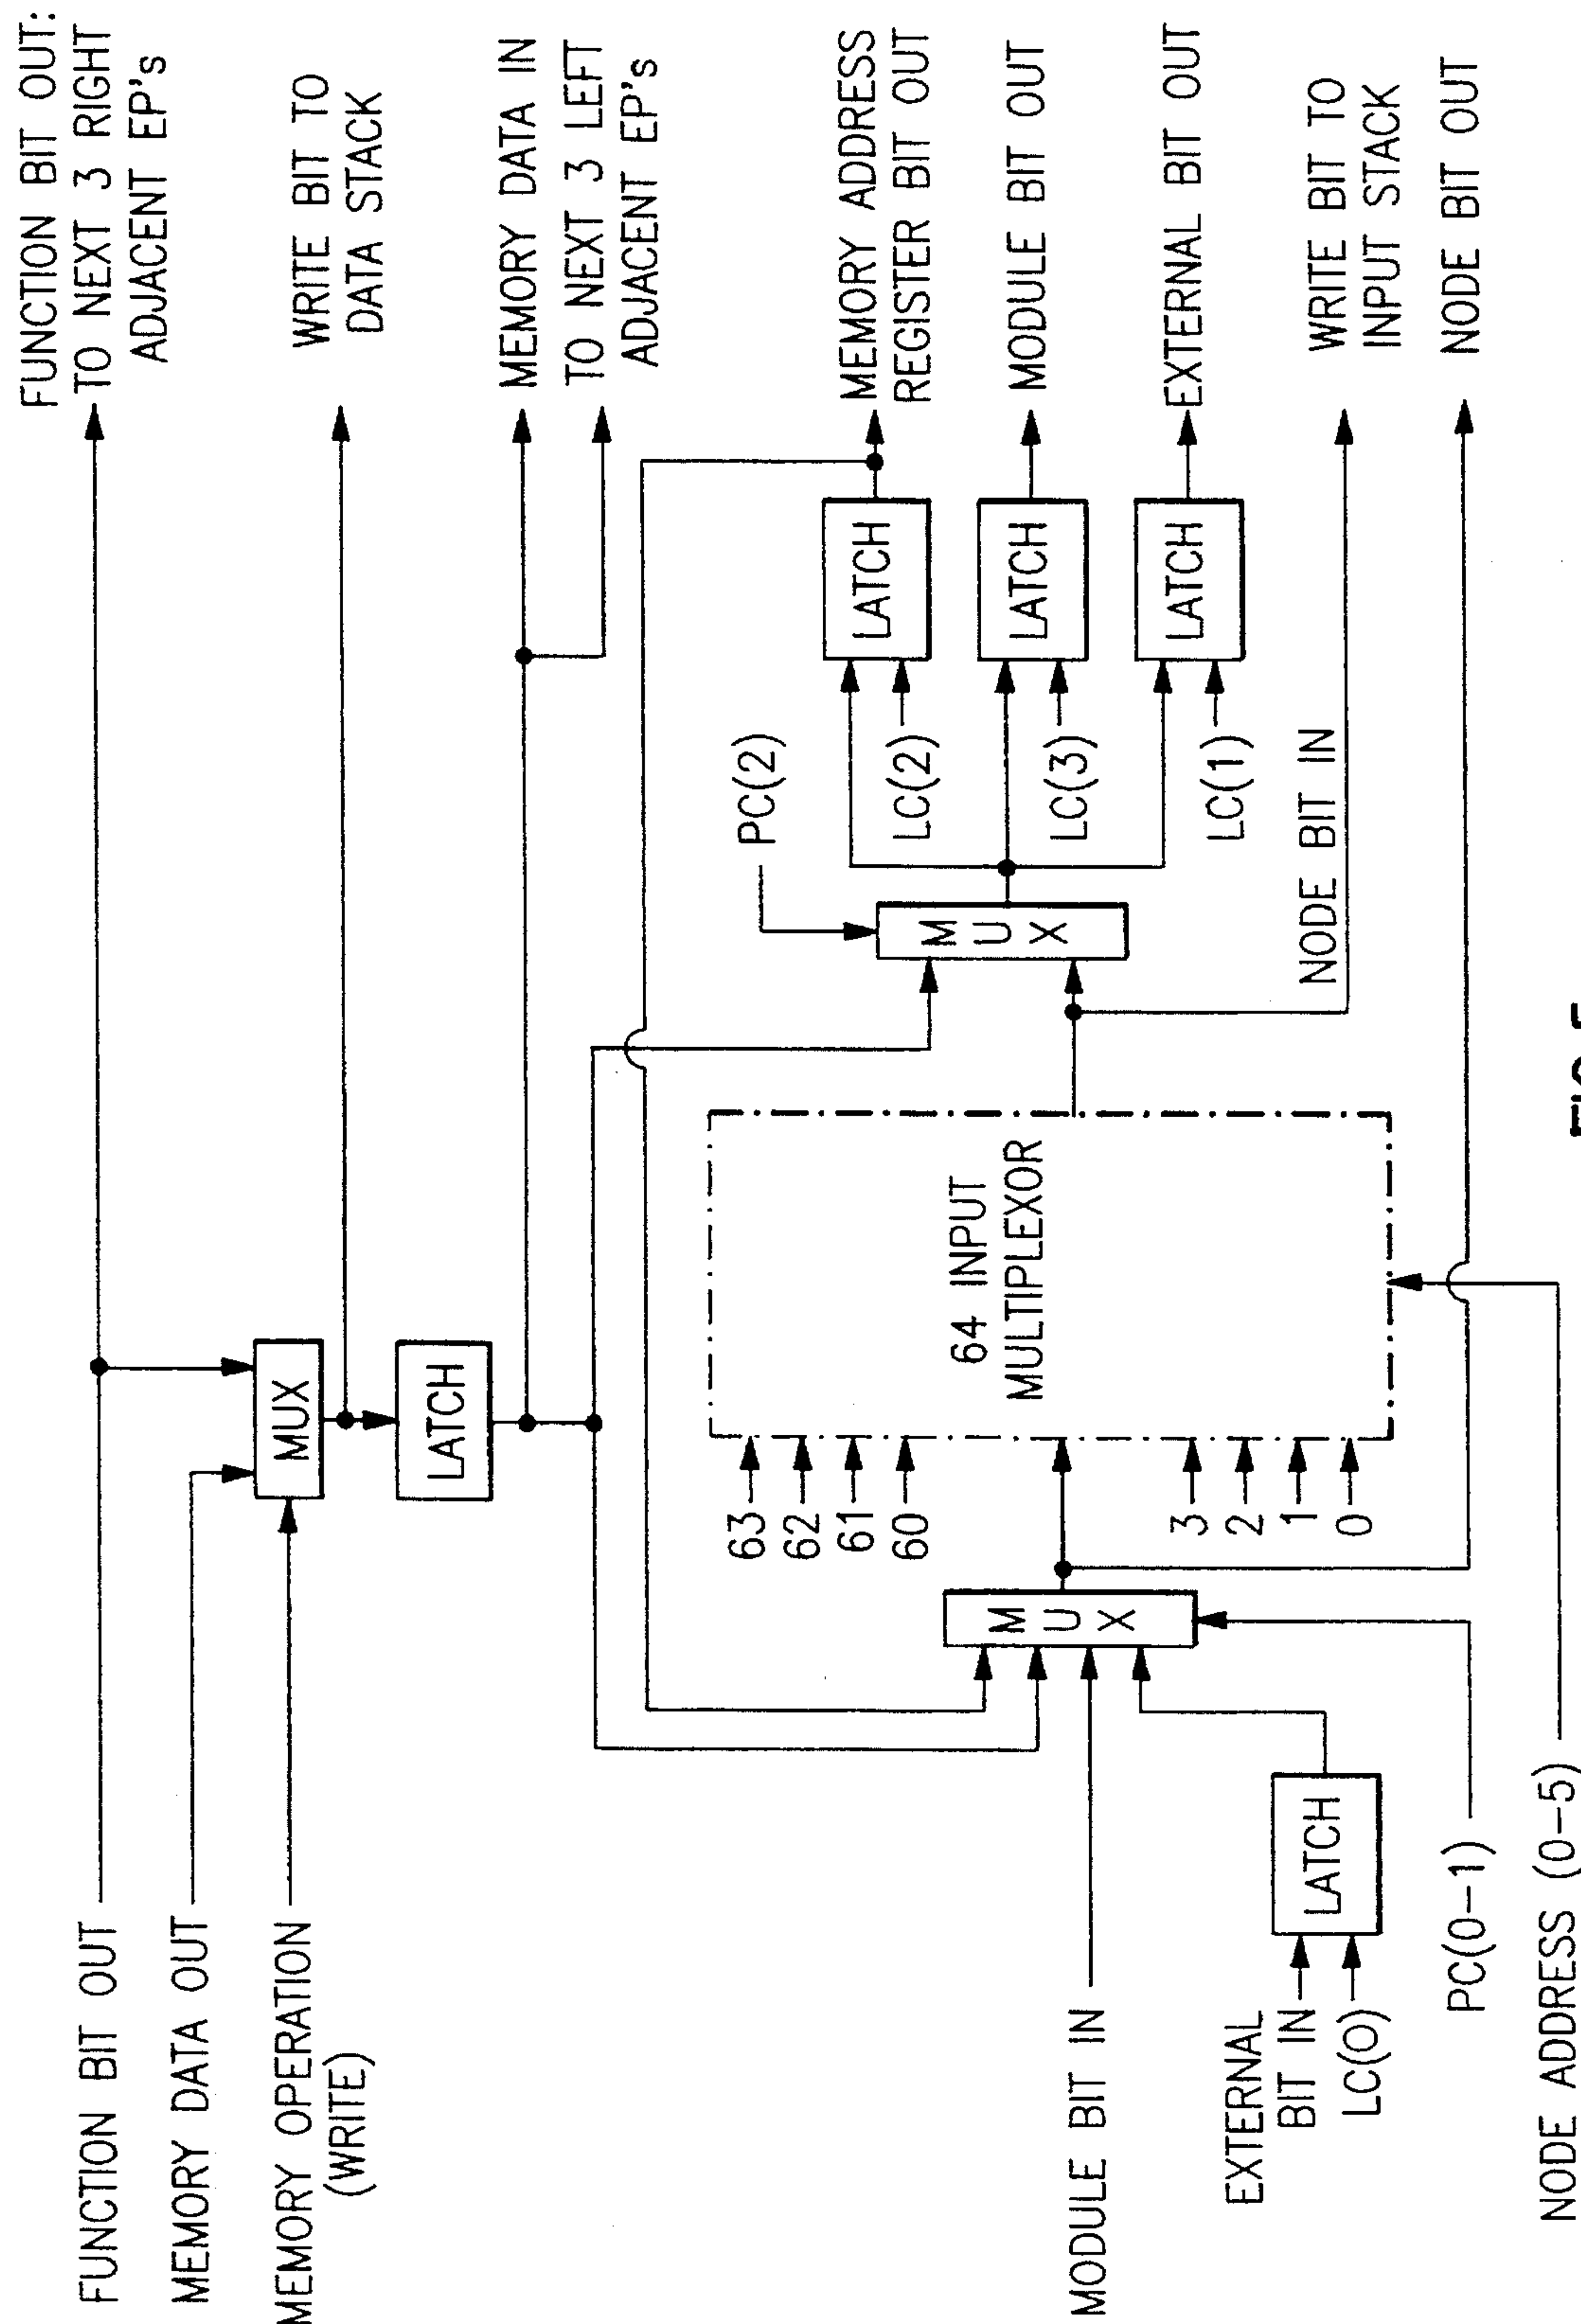 FUNCTION BIT OUT:
TO NEXT 3 RIGHT
ADJACENT EP's
WRITE BIT TO
DATA STACK
MEMORY DATA IN
TO NEXT 3 LEFT
ADJACENT EP's
MEMORY ADDRESS
REGISTER BIT OUT
MODULE BIT OUT
EXTERNAL BIT OUT
WRITE BIT TO
INPUT STACK
NODE BIT OUT
FUNCTION BIT OUT
MEMORY DATA OUT
MEMORY OPERATION
(WRITE)
MUX
LATCH
PC(2)
MUX
LATCH
LC(2)
LATCH
LC(3)
LATCH
LC(1)
NODE BIT IN
64 INPUT
MULTIPLEXOR
63
62
61
60
3
2
1
0
MUX
MODULE BIT IN
EXTERNAL
BIT IN
LC(0)
LATCH
PC(0-1)
NODE ADDRESS (0-5)